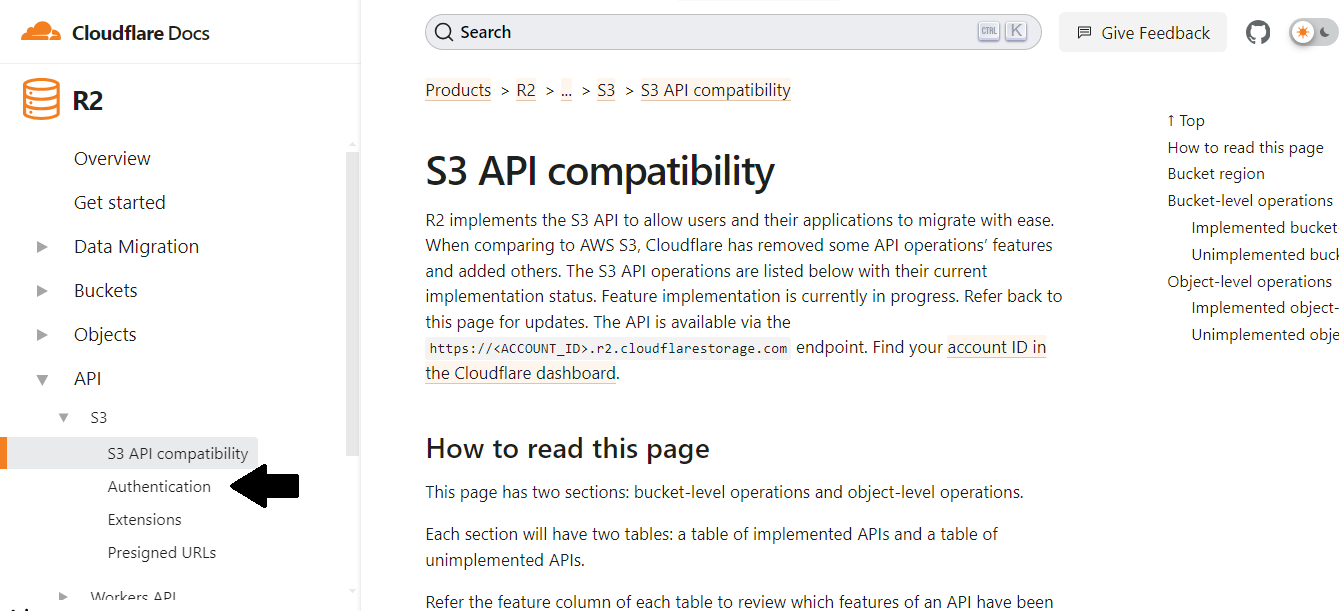 Cloudflare Docs
R2
Overview
Get started
Data Migration
Buckets
Objects
API
S3
S3 API compatibility
Authentication
Extensions
Presigned URLs
Workers API
Search
CTRL K
Give Feedback
Products > R2 > ... > S3 > S3 API compatibility
S3 API compatibility
R2 implements the S3 API to allow users and their applications to migrate with ease.
When comparing to AWS S3, Cloudflare has removed some API operations’ features
and added others. The S3 API operations are listed below with their current
implementation status. Feature implementation is currently in progress. Refer back to
this page for updates. The API is available via the
https://<ACCOUNT_ID>.r2.cloudflarestorage.com endpoint. Find your account ID in
the Cloudflare dashboard.
How to read this page
This page has two sections: bucket-level operations and object-level operations.
Each section will have two tables: a table of implemented APIs and a table of
unimplemented APIs.
Refer the feature column of each table to review which features of an API have been
↑ Top
How to read this page
Bucket region
Bucket-level operations
Implemented bucket
Unimplemented buck
Object-level operations
Implemented object-
Unimplemented obje